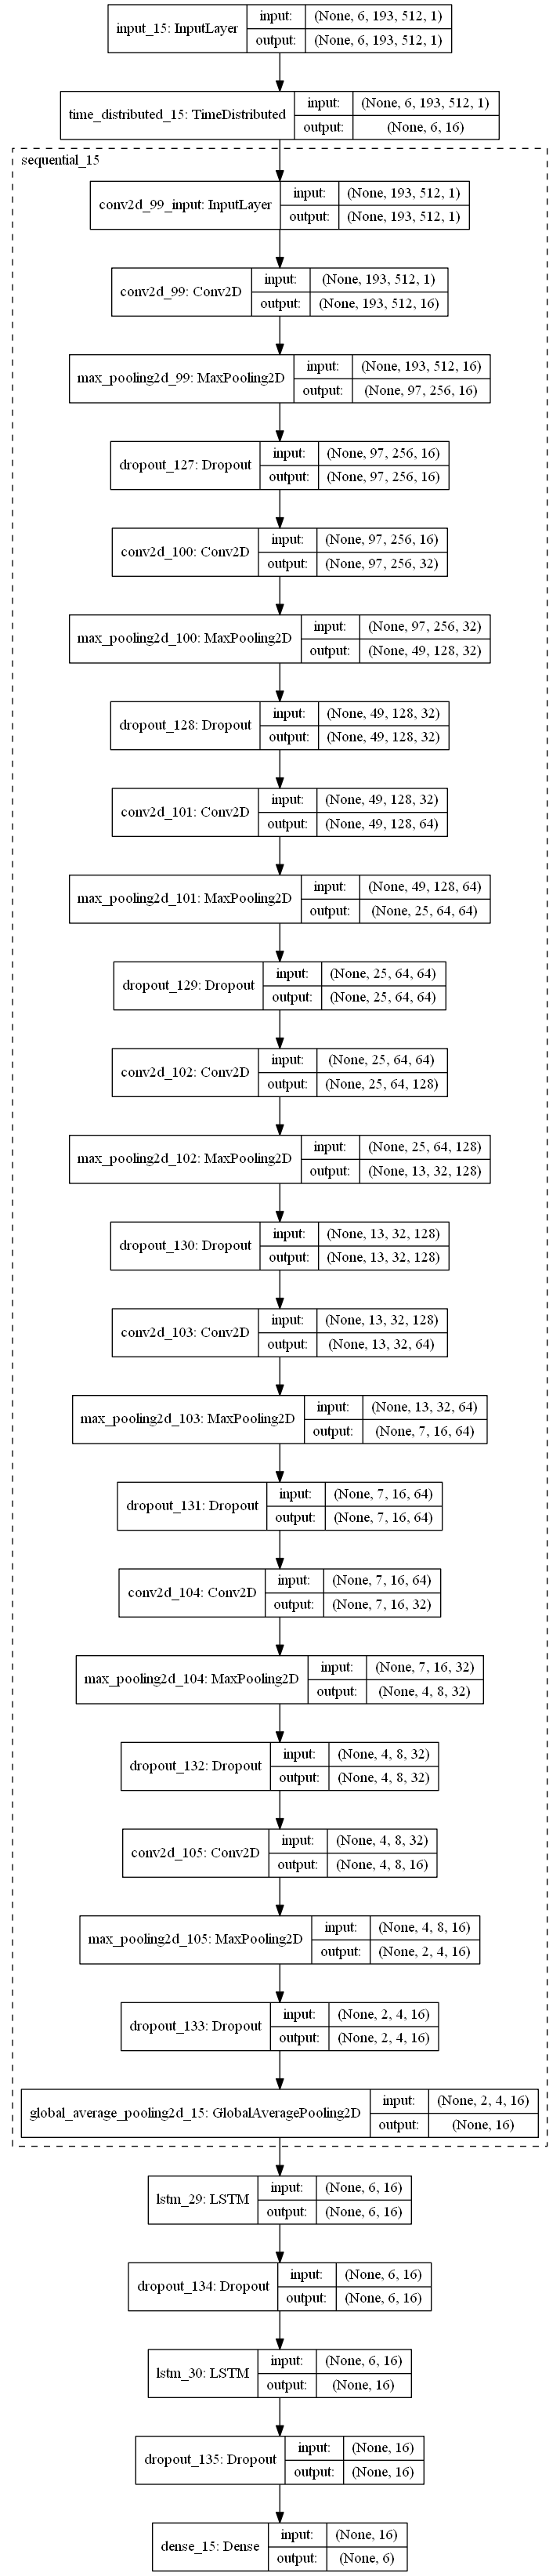 input_15: InputLayer
input: (None, 6, 193, 512, 1)
output: (None, 6, 193, 512, 1)
time_distributed_15: TimeDistributed
input: (None, 6, 193, 512, 1)
output: (None, 6, 16)
sequential_15
conv2d_99_input: InputLayer
input: (None, 193, 512, 1)
output: (None, 193, 512, 1)
conv2d_99: Conv2D
input: (None, 193, 512, 1)
output: (None, 193, 512, 16)
max_pooling2d_99: MaxPooling2D
input: (None, 193, 512, 16)
output: (None, 97, 256, 16)
dropout_127: Dropout
input: (None, 97, 256, 16)
output: (None, 97, 256, 16)
conv2d_100: Conv2D
input: (None, 97, 256, 16)
output: (None, 97, 256, 32)
max_pooling2d_100: MaxPooling2D
input: (None, 97, 256, 32)
output: (None, 49, 128, 32)
dropout_128: Dropout
input: (None, 49, 128, 32)
output: (None, 49, 128, 32)
conv2d_101: Conv2D
input: (None, 49, 128, 32)
output: (None, 49, 128, 64)
max_pooling2d_101: MaxPooling2D
input: (None, 49, 128, 64)
output: (None, 25, 64, 64)
dropout_129: Dropout
input: (None, 25, 64, 64)
output: (None, 25, 64, 64)
conv2d_102: Conv2D
input: (None, 25, 64, 64)
output: (None, 25, 64, 128)
max_pooling2d_102: MaxPooling2D
input: (None, 25, 64, 128)
output: (None, 13, 32, 128)
dropout_130: Dropout
input: (None, 13, 32, 128)
output: (None, 13, 32, 128)
conv2d_103: Conv2D
input: (None, 13, 32, 128)
output: (None, 13, 32, 64)
max_pooling2d_103: MaxPooling2D
input: (None, 13, 32, 64)
output: (None, 7, 16, 64)
dropout_131: Dropout
input: (None, 7, 16, 64)
output: (None, 7, 16, 64)
conv2d_104: Conv2D
input: (None, 7, 16, 64)
output: (None, 7, 16, 32)
max_pooling2d_104: MaxPooling2D
input: (None, 7, 16, 32)
output: (None, 4, 8, 32)
dropout_132: Dropout
input: (None, 4, 8, 32)
output: (None, 4, 8, 32)
conv2d_105: Conv2D
input: (None, 4, 8, 32)
output: (None, 4, 8, 16)
max_pooling2d_105: MaxPooling2D
input: (None, 4, 8, 16)
output: (None, 2, 4, 16)
dropout_133: Dropout
input: (None, 2, 4, 16)
output: (None, 2, 4, 16)
global_average_pooling2d_15: GlobalAveragePooling2D
input: (None, 2, 4, 16)
output: (None, 16)
lstm_29: LSTM
input: (None, 6, 16)
output: (None, 6, 16)
dropout_134: Dropout
input: (None, 6, 16)
output: (None, 6, 16)
lstm_30: LSTM
input: (None, 6, 16)
output: (None, 16)
dropout_135: Dropout
input: (None, 16)
output: (None, 16)
dense_15: Dense
input: (None, 16)
output: (None, 6)